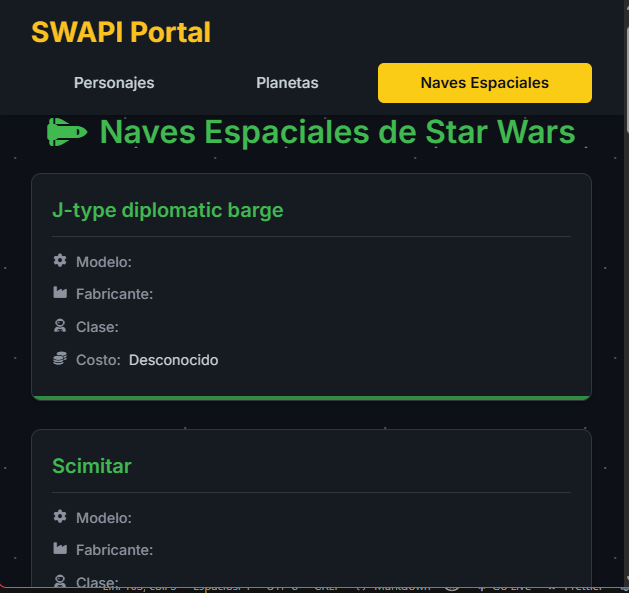 SWAPI Portal
Personajes Planetas Naves Espaciales
Naves Espaciales de Star Wars
J-type diplomatic barge
Modelo:
Fabricante:
Clase:
Costo: Desconocido
Scimitar
Modelo:
Fabricante:
Clase: